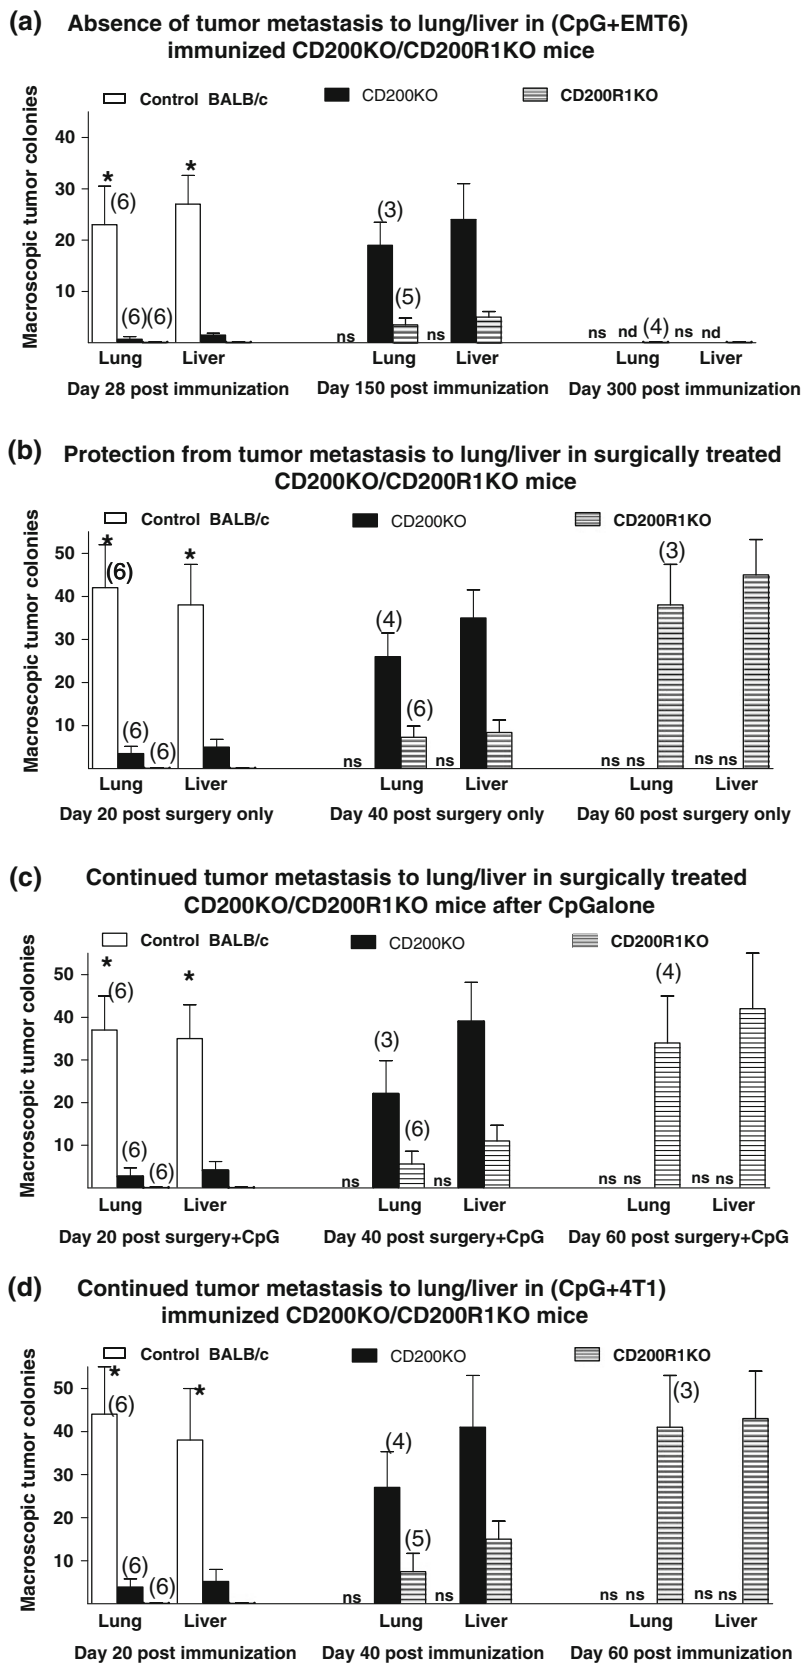 (a) Absence of tumor metastasis to lung/liver in (CpG+EMT6)
immunized CD200KO/CD200R1KO mice
Control BALB/c CD200KO CD200R1KO
Macroscopic tumor colonies
40
30
20
10
* *
(6) (6) (6)
(3) (5)
ns ns
ns nd (4) ns nd
Lung Liver Lung Liver Lung Liver
Day 28 post immunization Day 150 post immunization Day 300 post immunization
(b) Protection from tumor metastasis to lung/liver in surgically treated
CD200KO/CD200R1KO mice
Control BALB/c CD200KO CD200R1KO
Macroscopic tumor colonies
50
40
30
20
10
* *
(6) (6) (6)
(4) (6)
(3)
ns ns ns ns ns ns
Lung Liver Lung Liver Lung Liver
Day 20 post surgery only Day 40 post surgery only Day 60 post surgery only
(c) Continued tumor metastasis to lung/liver in surgically treated
CD200KO/CD200R1KO mice after CpGalone
Control BALB/c CD200KO CD200R1KO
Macroscopic tumor colonies
50
40
30
20
10
* *
(6) (6) (6)
(3) (6)
(4)
ns ns ns ns ns ns
Lung Liver Lung Liver Lung Liver
Day 20 post surgery+CpG Day 40 post surgery+CpG Day 60 post surgery+CpG
(d) Continued tumor metastasis to lung/liver in (CpG+4T1)
immunized CD200KO/CD200R1KO mice
Control BALB/c CD200KO CD200R1KO
Macroscopic tumor colonies
50
40
30
20
10
* *
(6) (6) (6)
(4) (5)
(3)
ns ns ns ns ns ns
Lung Liver Lung Liver Lung Liver
Day 20 post immunization Day 40 post immunization Day 60 post immunization